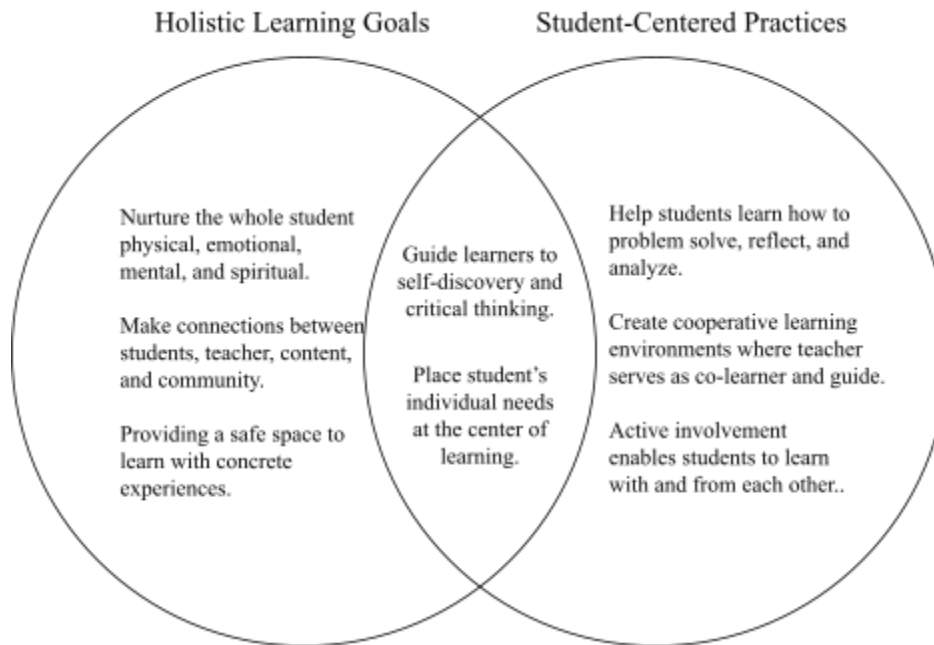 Holistic Learning Goals
Student-Centered Practices
Nurture the whole student
physical, emotional,
mental, and spiritual.
Make connections between
students, teacher, content,
and community.
Providing a safe space to
learn with concrete
experiences.
Guide learners to
self-discovery and
critical thinking.
Place student’s
individual needs
at the center of
learning.
Help students learn how to
problem solve, reflect, and
analyze.
Create cooperative learning
environments where teacher
serves as co-learner and guide.
Active involvement
enables students to learn
with and from each other..